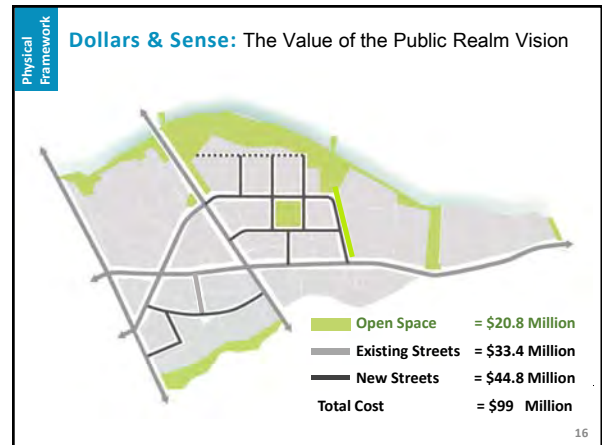 Physical
Framework
Dollars & Sense: The Value of the Public Realm Vision
Open Space = $20.8 Million
Existing Streets = $33.4 Million
New Streets = $44.8 Million
Total Cost = $99 Million
16